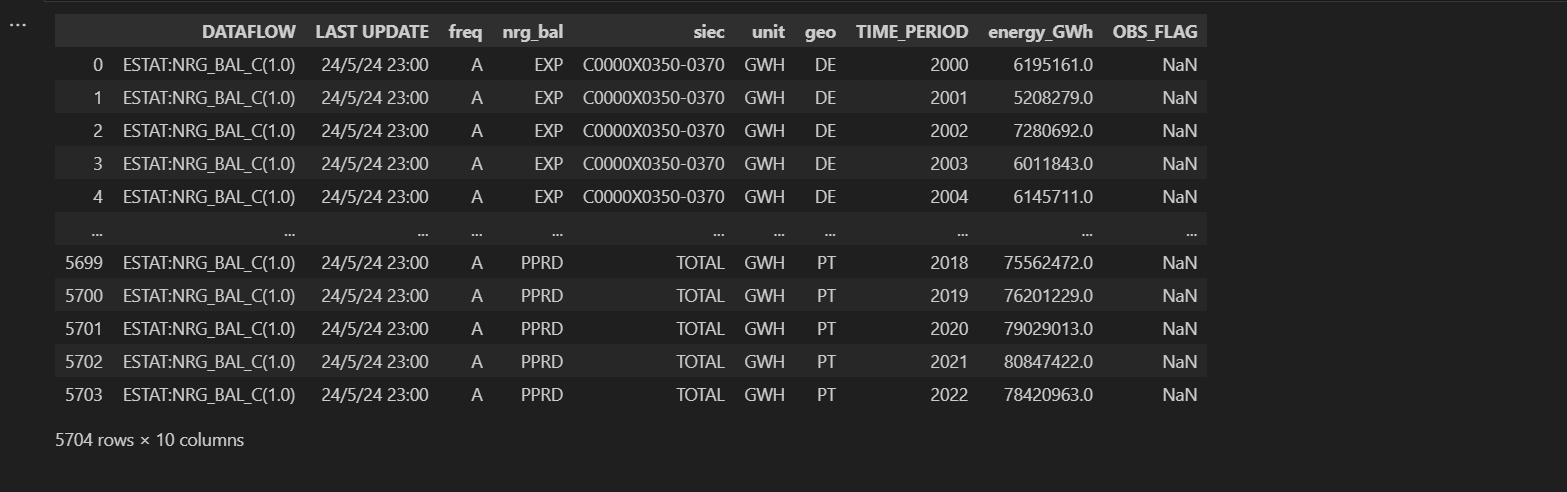 ...
DATAFLOW LAST UPDATE freq nrg_bal siec unit geo TIME_PERIOD energy_GWh OBS_FLAG
0 ESTAT:NRG_BAL_C(1.0) 24/5/24 23:00 A EXP C0000X0350-0370 GWH DE 2000 6195161.0 NaN
1 ESTAT:NRG_BAL_C(1.0) 24/5/24 23:00 A EXP C0000X0350-0370 GWH DE 2001 5208279.0 NaN
2 ESTAT:NRG_BAL_C(1.0) 24/5/24 23:00 A EXP C0000X0350-0370 GWH DE 2002 7280692.0 NaN
3 ESTAT:NRG_BAL_C(1.0) 24/5/24 23:00 A EXP C0000X0350-0370 GWH DE 2003 6011843.0 NaN
4 ESTAT:NRG_BAL_C(1.0) 24/5/24 23:00 A EXP C0000X0350-0370 GWH DE 2004 6145711.0 NaN
... ... ... ... ... ... ... ... ... ... ...
5699 ESTAT:NRG_BAL_C(1.0) 24/5/24 23:00 A PPRD TOTAL GWH PT 2018 75562472.0 NaN
5700 ESTAT:NRG_BAL_C(1.0) 24/5/24 23:00 A PPRD TOTAL GWH PT 2019 76201229.0 NaN
5701 ESTAT:NRG_BAL_C(1.0) 24/5/24 23:00 A PPRD TOTAL GWH PT 2020 79029013.0 NaN
5702 ESTAT:NRG_BAL_C(1.0) 24/5/24 23:00 A PPRD TOTAL GWH PT 2021 80847422.0 NaN
5703 ESTAT:NRG_BAL_C(1.0) 24/5/24 23:00 A PPRD TOTAL GWH PT 2022 78420963.0 NaN
5704 rows × 10 columns